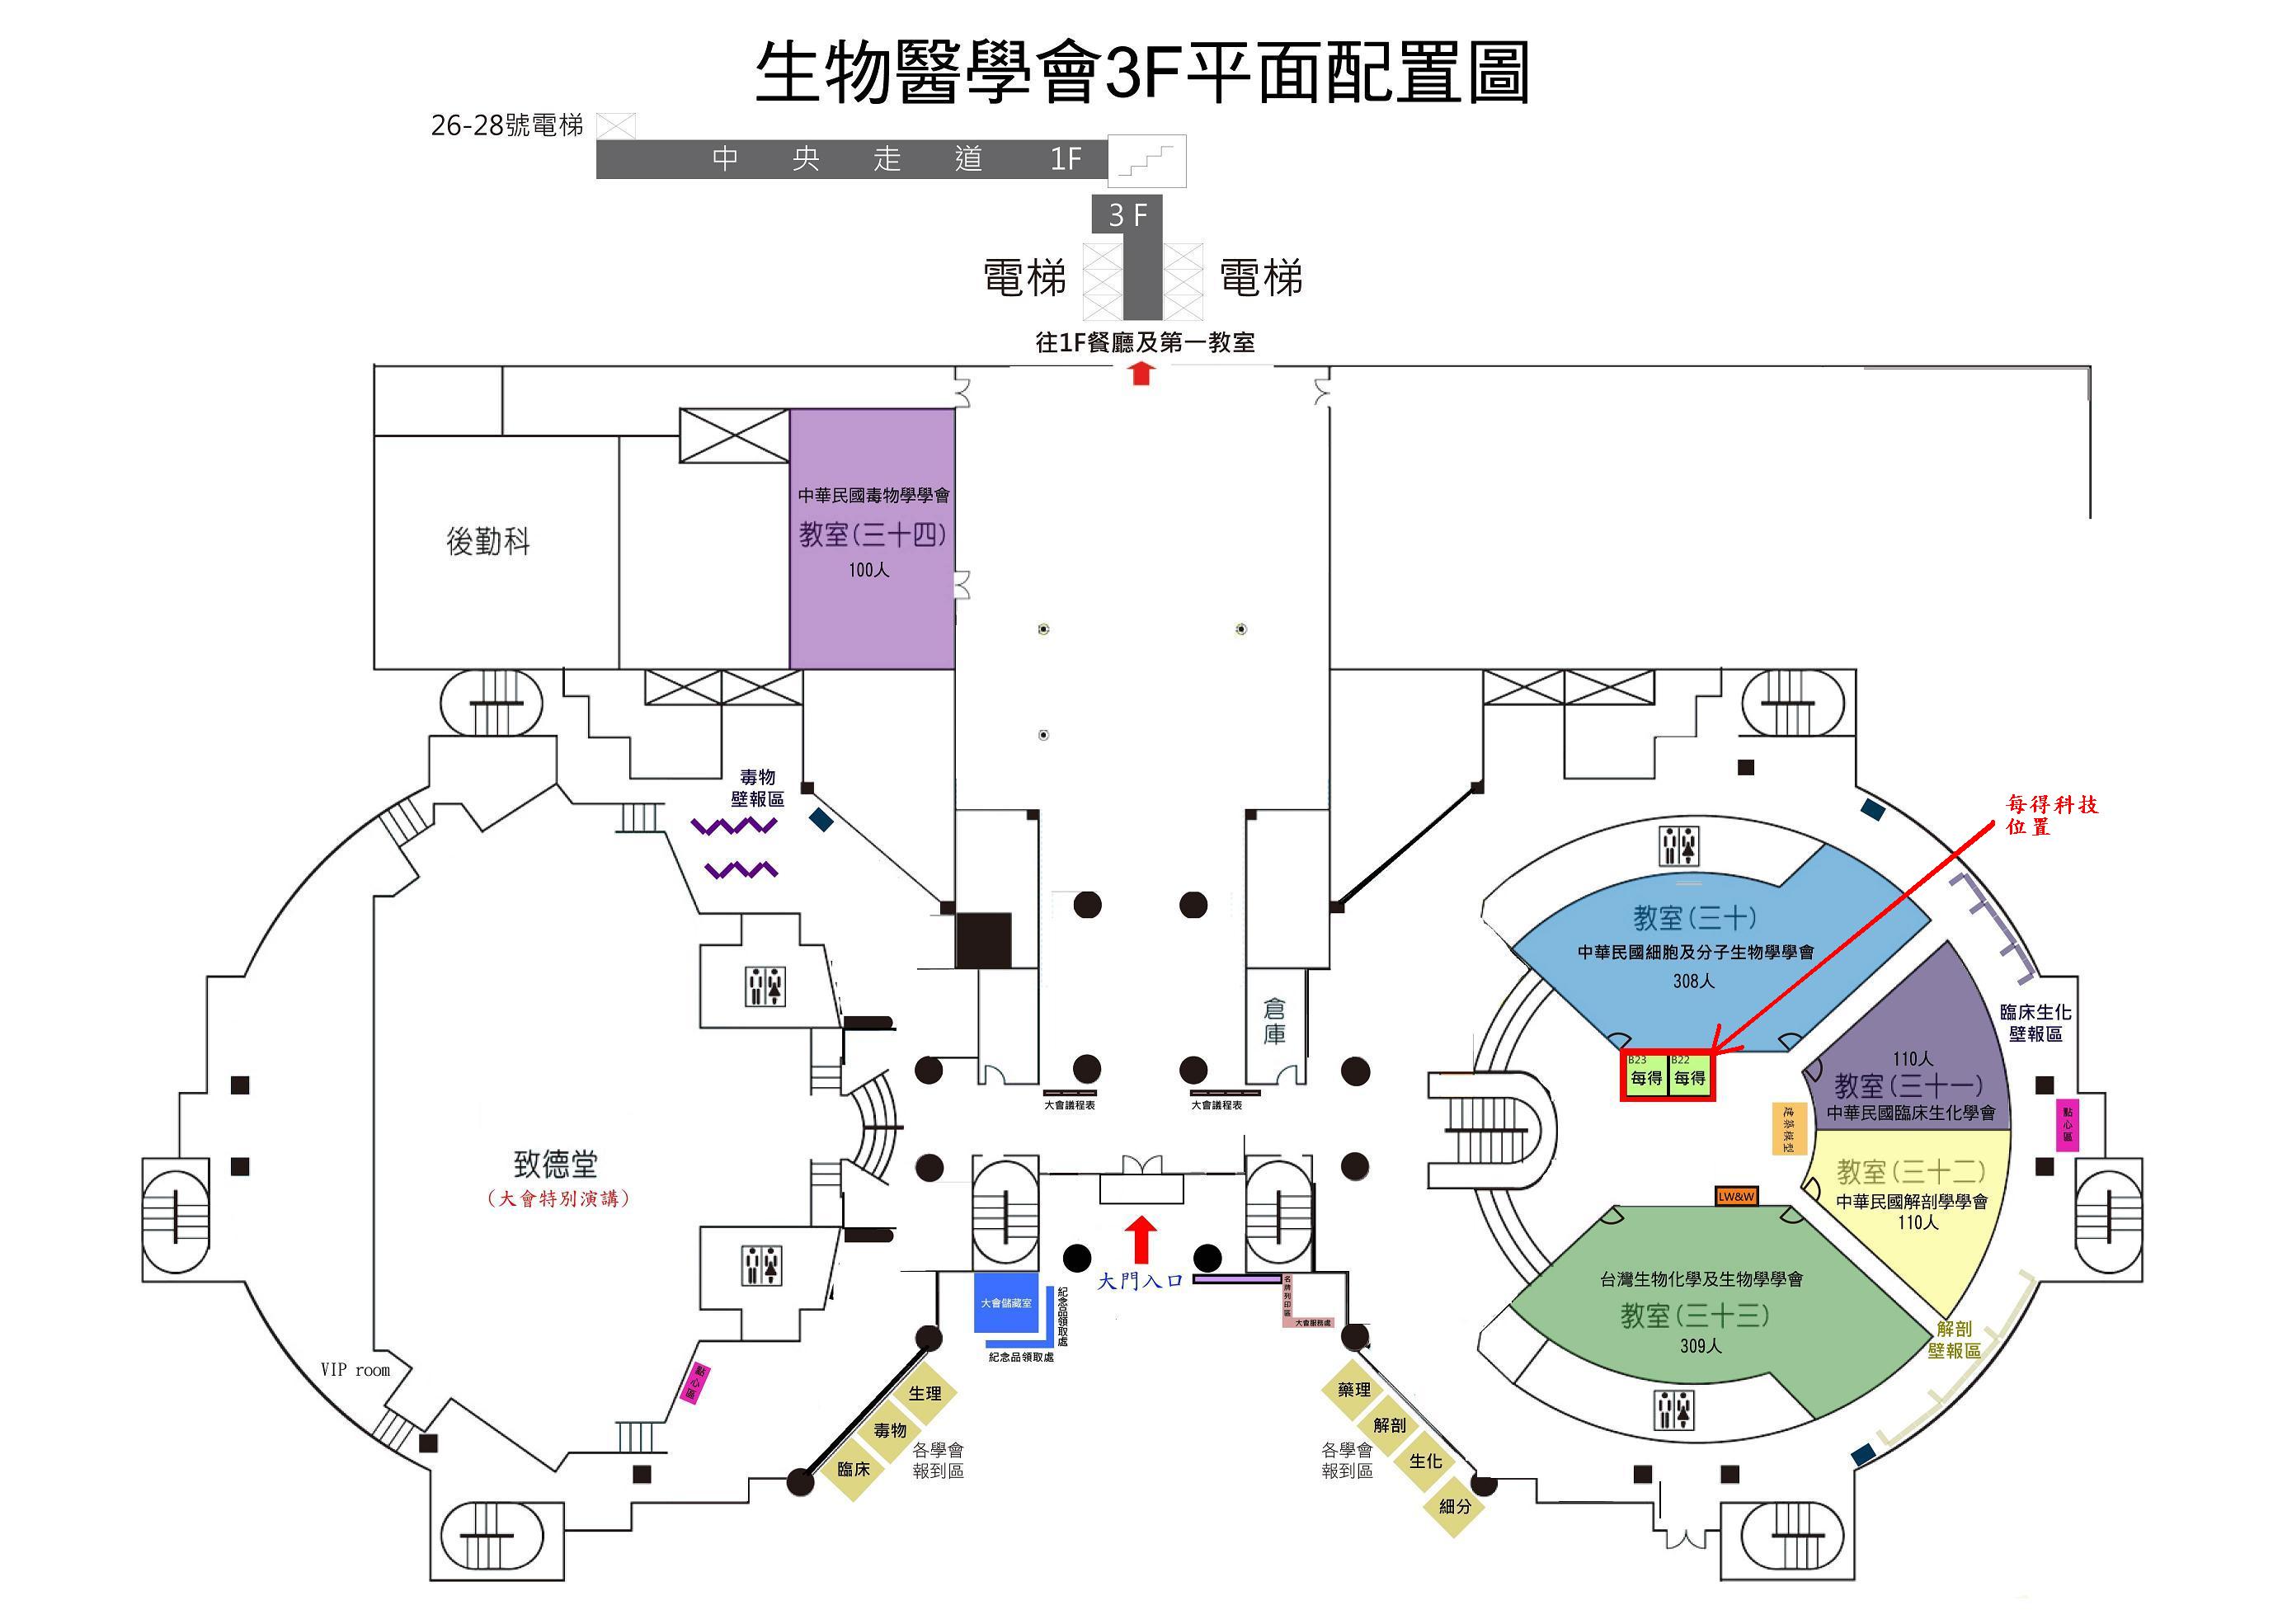 生物醫學會3F平面配置圖
26-28號電梯
中央走道 1F
3F
電梯
電梯
往1F餐廳及第一教室
後勤科
中華民國毒物學學會
教室(三十四)
100人
毒物
壁報區
每得科技
位置
教室(三十)
中華民國細胞及分子生物學學會
308人
倉庫
臨床生化
壁報區
B23
每得
B22
每得
110人
教室(三十一)
中華民國臨床生化學會
點心區
建築模型
大會議程表
大會議程表
致德堂
(大會特別演講)
教室(三十二)
中華民國解剖學學會
110人
LW&W
大門入口
台灣生物化學及生物學學會
教室(三十三)
309人
大會儲藏室
紀念品領取處
紀念品領取處
名牌列印區
大會服務處
解剖
壁報區
VIP room
點心區
生理
毒物
臨床
各學會
報到區
藥理
解剖
生化
細分
各學會
報到區